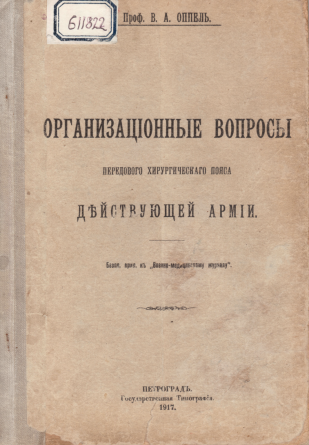 611822
Проф. В. А. ОППЕЛЬ.
ОРГАНИЗАЦІОННЫЕ ВОПРОСЫ
ПЕРЕДОВОГО ХИРУРГИЧЕСКАГО ПОЯСА
ДѢЙСТВУЮЩЕЙ АРМІИ.
Безпл. прил. къ „Военно-медицинскому журналу“.
ПЕТРОГРАДЪ.
Государственная Типографія.
1917.